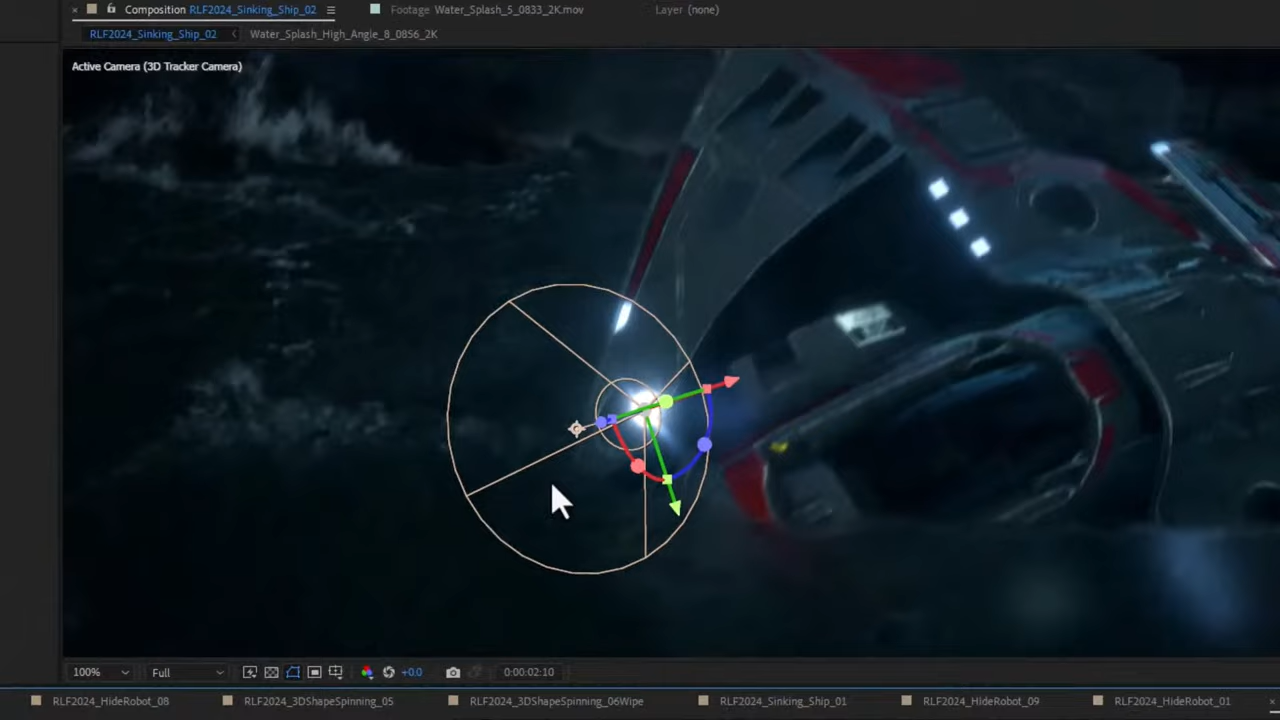 Composition RLF2024_Sinking_Ship_02
Footage Water_Splash_5_0833_2K.mov
Layer (none)
RLF2024_Sinking_Ship_02
Water_Splash_High_Angle_8_0856_2K
Active Camera (3D Tracker Camera)
100%
Full
+0.0
0:00:02:10
RLF2024_HideRobot_08
RLF2024_3DShapeSpinning_05
RLF2024_3DShapeSpinning_06Wipe
RLF2024_Sinking_Ship_01
RLF2024_HideRobot_09
RLF2024_HideRobot_01